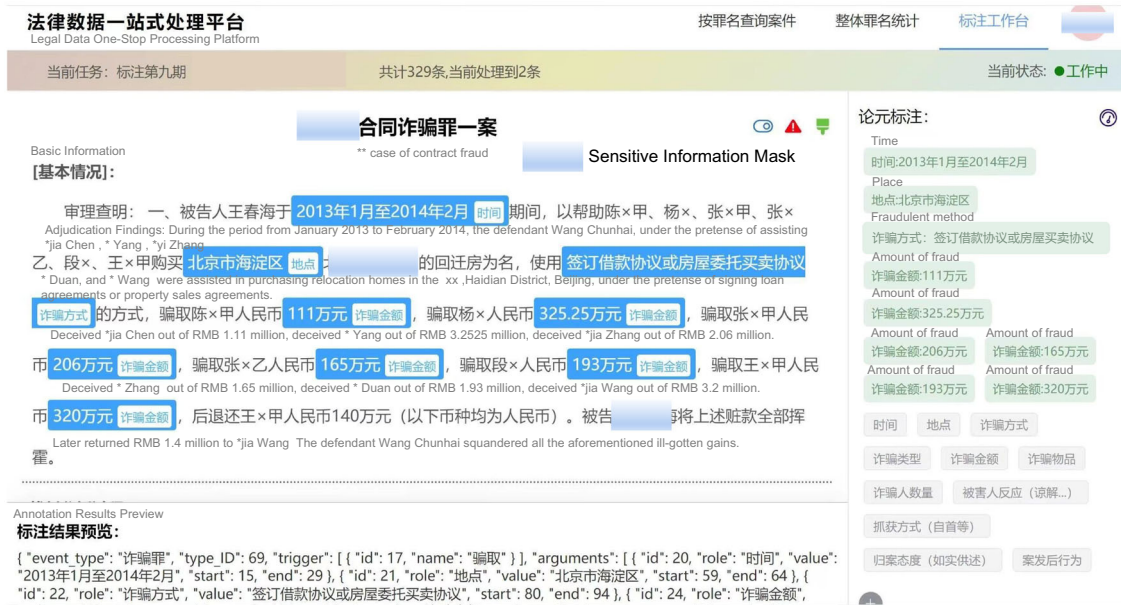 法律数据一站式处理平台
Legal Data One-Stop Processing Platform
按罪名查询案件 整体罪名统计 标注工作台
当前任务：标注第九期 共计329条,当前处理到2条 当前状态: ●工作中
合同诈骗罪一案
** case of contract fraud
Sensitive Information Mask
Basic Information
[基本情况]：
审理查明： 一、被告人王春海于 2013年1月至2014年2月 时间 期间，以帮助陈×甲、杨×、张×甲、张×
Adjudication Findings: During the period from January 2013 to February 2014, the defendant Wang Chunhai, under the pretense of assisting
*jia Chen , * Yang , *yi Zhang
乙、段×、王×甲购买 北京市海淀区 地点 的回迁房为名，使用 签订借款协议或房屋委托买卖协议
* Duan, and * Wang were assisted in purchasing relocation homes in the xx ,Haidian District, Beijing, under the pretense of signing loan
agreements or property sales agreements.
诈骗方式 的方式，骗取陈×甲人民币 111万元 诈骗金额 ，骗取杨×人民币 325.25万元 诈骗金额 ，骗取张×甲人民
Deceived *jia Chen out of RMB 1.11 million, deceived * Yang out of RMB 3.2525 million, deceived *jia Zhang out of RMB 2.06 million.
币 206万元 诈骗金额 ，骗取张×乙人民币 165万元 诈骗金额 ，骗取段×人民币 193万元 诈骗金额 ，骗取王×甲人民
Deceived * Zhang out of RMB 1.65 million, deceived * Duan out of RMB 1.93 million, deceived *jia Wang out of RMB 3.2 million.
币 320万元 诈骗金额 ，后退还王×甲人民币140万元（以下币种均为人民币）。被告 海将上述赃款全部挥
Later returned RMB 1.4 million to *jia Wang The defendant Wang Chunhai squandered all the aforementioned ill-gotten gains.
霍。
Annotation Results Preview
标注结果预览：
{ "event_type": "诈骗罪", "type_ID": 69, "trigger": [ { "id": 17, "name": "骗取" } ], "arguments": [ { "id": 20, "role": "时间", "value":
"2013年1月至2014年2月", "start": 15, "end": 29 }, { "id": 21, "role": "地点", "value": "北京市海淀区", "start": 59, "end": 64 }, {
"id": 22, "role": "诈骗方式", "value": "签订借款协议或房屋委托买卖协议", "start": 80, "end": 94 }, { "id": 24, "role": "诈骗金额",
论元标注：
Time
时间:2013年1月至2014年2月
Place
地点:北京市海淀区
Fraudulent method
诈骗方式：签订借款协议或房屋买卖协议
Amount of fraud
诈骗金额:111万元
Amount of fraud
诈骗金额:325.25万元
Amount of fraud Amount of fraud
诈骗金额:206万元 诈骗金额:165万元
Amount of fraud Amount of fraud
诈骗金额:193万元 诈骗金额:320万元
时间 地点 诈骗方式
诈骗类型 诈骗金额 诈骗物品
诈骗人数量 被害人反应（谅解...）
抓获方式（自首等）
归案态度（如实供述） 案发后行为